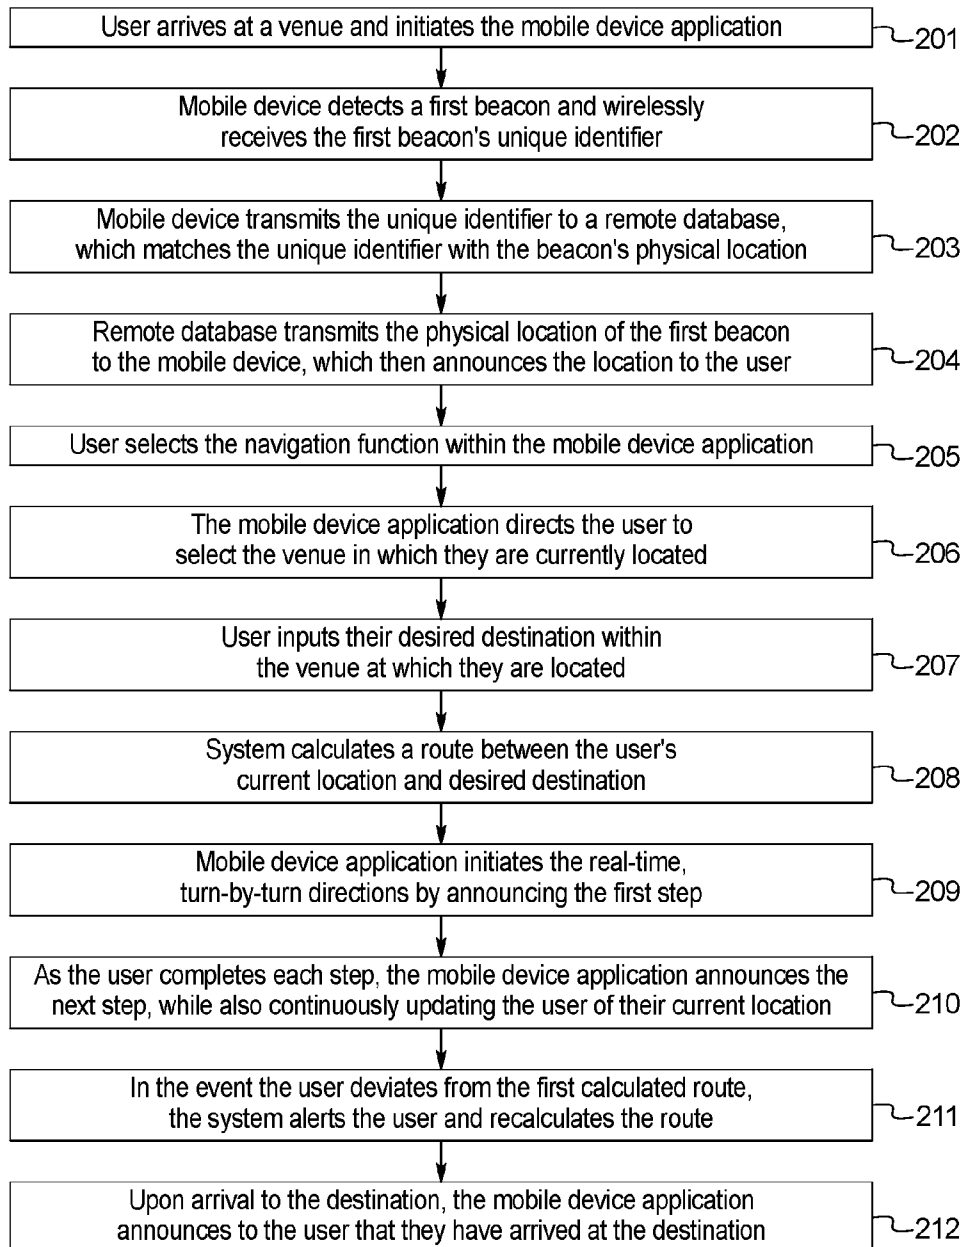 User arrives at a venue and initiates the mobile device application
201
Mobile device detects a first beacon and wirelessly
receives the first beacon's unique identifier
202
Mobile device transmits the unique identifier to a remote database,
which matches the unique identifier with the beacon's physical location
203
Remote database transmits the physical location of the first beacon
to the mobile device, which then announces the location to the user
204
User selects the navigation function within the mobile device application
205
The mobile device application directs the user to
select the venue in which they are currently located
206
User inputs their desired destination within
the venue at which they are located
207
System calculates a route between the user's
current location and desired destination
208
Mobile device application initiates the real-time,
turn-by-turn directions by announcing the first step
209
As the user completes each step, the mobile device application announces the
next step, while also continuously updating the user of their current location
210
In the event the user deviates from the first calculated route,
the system alerts the user and recalculates the route
211
Upon arrival to the destination, the mobile device application
announces to the user that they have arrived at the destination
212